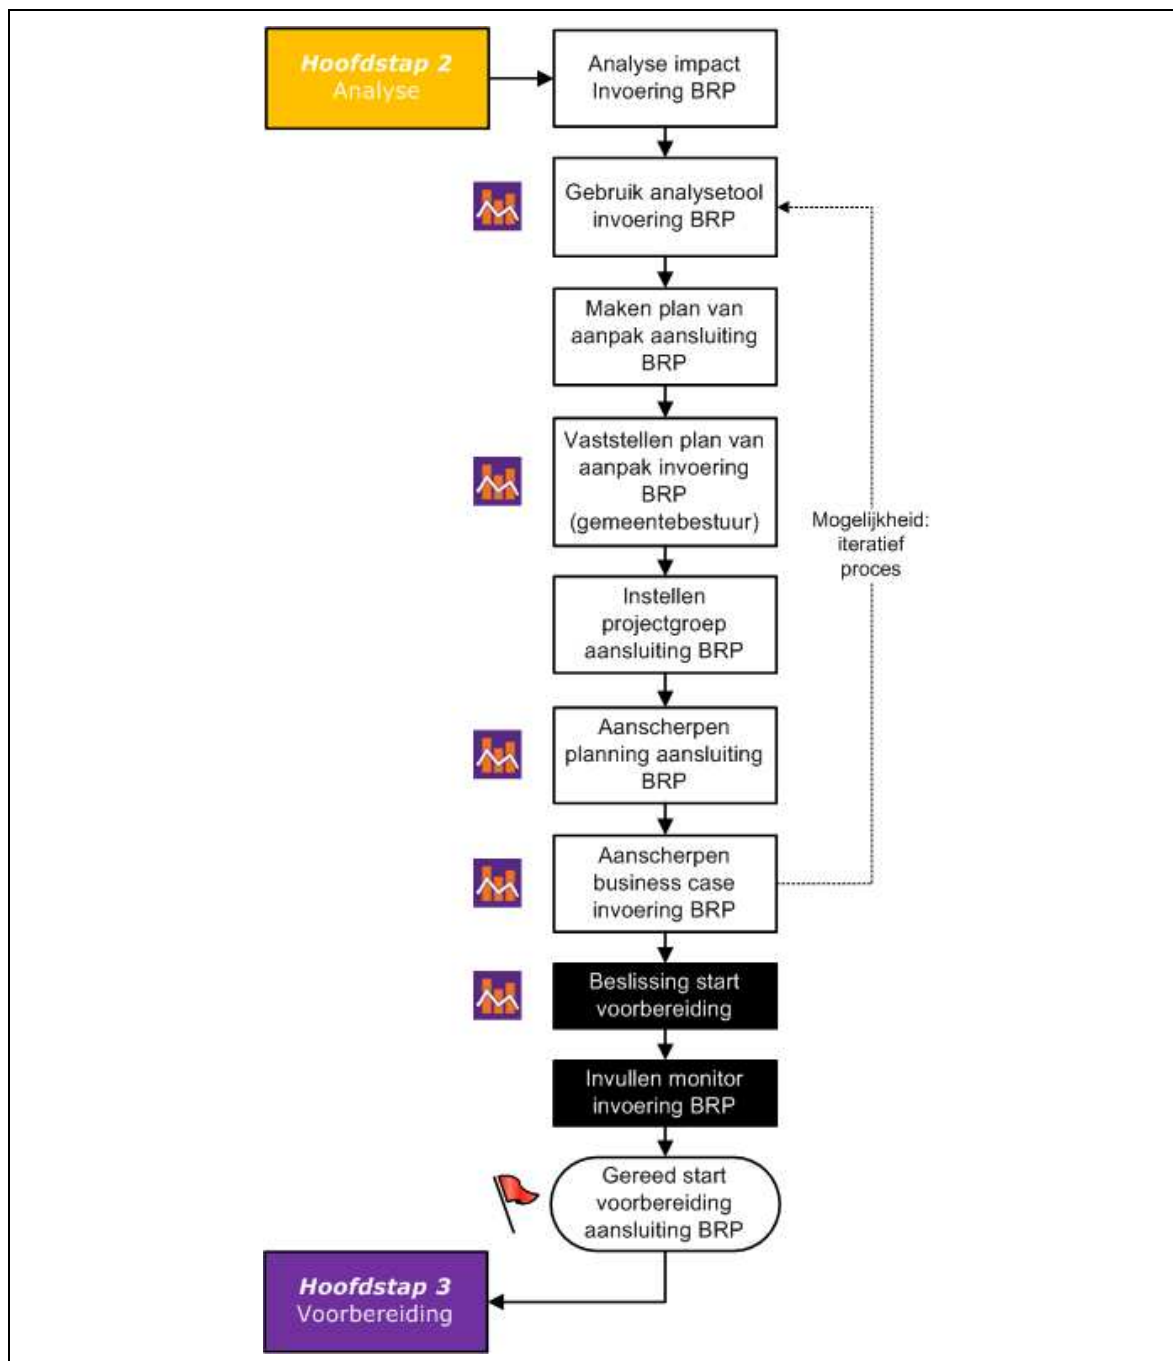 Hoofdstap 2
Analyse
Analyse impact
Invoering BRP
Gebruik analysetool
invoering BRP
Maken plan van
aanpak aansluiting
BRP
Vaststellen plan van
aanpak invoering
BRP
(gemeentebestuur)
Mogelijkheid:
iteratief
proces
Instellen
projectgroep
aansluiting BRP
Aanscherpen
planning aansluiting
BRP
Aanscherpen
business case
invoering BRP
Beslissing start
voorbereiding
Invullen monitor
invoering BRP
Gereed start
voorbereiding
aansluiting BRP
Hoofdstap 3
Voorbereiding